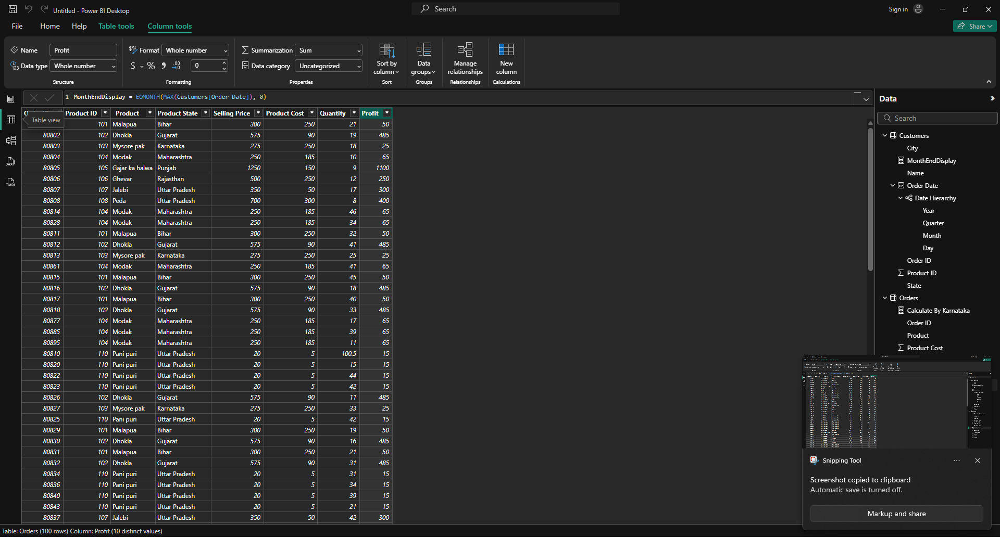 Untitled - Power BI Desktop
Search
Sign in
File Home Help Table tools Column tools
Share
Name Profit
Format Whole number
Summarization Sum
Data type Whole number
$ % 0
Data category Uncategorized
Sort by column
Data groups
Manage relationships
New column
Structure Formatting Properties Sort Groups Relationships Calculations
1 MonthEndDisplay = EOMONTH(MAX(Customers[Order Date]), 0)
Product ID Product Product State Selling Price Product Cost Quantity Profit
Table view
101 Malapua Bihar 300 250 21 50
80802 102 Dhokla Gujarat 575 90 19 485
80803 103 Mysore pak Karnataka 275 250 18 25
80804 104 Modak Maharashtra 250 185 10 65
80805 105 Gajar ka halwa Punjab 1250 150 9 1100
80806 106 Ghevar Rajasthan 500 250 12 250
80807 107 Jalebi Uttar Pradesh 350 50 17 300
80808 108 Peda Uttar Pradesh 700 300 8 400
80814 104 Modak Maharashtra 250 185 46 65
80828 104 Modak Maharashtra 250 185 34 65
80811 101 Malapua Bihar 300 250 32 50
80812 102 Dhokla Gujarat 575 90 41 485
80813 103 Mysore pak Karnataka 275 250 25 25
80861 104 Modak Maharashtra 250 185 41 65
80815 101 Malapua Bihar 300 250 45 50
80816 102 Dhokla Gujarat 575 90 18 485
80817 101 Malapua Bihar 300 250 40 50
80818 102 Dhokla Gujarat 575 90 33 485
80877 104 Modak Maharashtra 250 185 17 65
80885 104 Modak Maharashtra 250 185 39 65
80895 104 Modak Maharashtra 250 185 11 65
80810 110 Pani puri Uttar Pradesh 20 5 100.5 15
80820 110 Pani puri Uttar Pradesh 20 5 15 15
80822 110 Pani puri Uttar Pradesh 20 5 44 15
80823 110 Pani puri Uttar Pradesh 20 5 42 15
80826 102 Dhokla Gujarat 575 90 11 485
80827 103 Mysore pak Karnataka 275 250 33 25
80825 110 Pani puri Uttar Pradesh 20 5 42 15
80829 101 Malapua Bihar 300 250 19 50
80830 102 Dhokla Gujarat 575 90 16 485
80831 101 Malapua Bihar 300 250 21 50
80832 102 Dhokla Gujarat 575 90 31 485
80834 110 Pani puri Uttar Pradesh 20 5 31 15
80836 110 Pani puri Uttar Pradesh 20 5 34 15
80840 110 Pani puri Uttar Pradesh 20 5 39 15
80843 110 Pani puri Uttar Pradesh 20 5 21 15
80837 107 Jalebi Uttar Pradesh 350 50 42 300
DAX
TMDL
Data
Search
Customers
City
MonthEndDisplay
Name
Order Date
Date Hierarchy
Year
Quarter
Month
Day
Order ID
Product ID
State
Orders
Calculate By Karnataka
Order ID
Product
Product Cost
Snipping Tool
Screenshot copied to clipboard
Automatic save is turned off.
Markup and share
Table: Orders (100 rows) Column: Profit (10 distinct values)